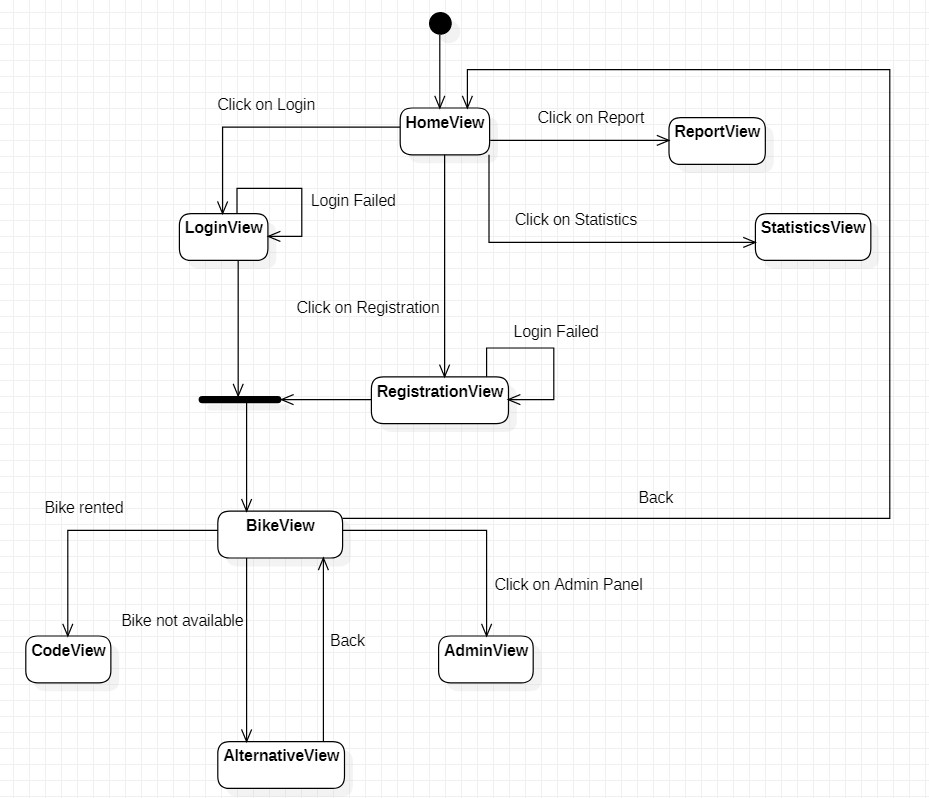 Click on Login
HomeView
Click on Report
ReportView
Login Failed
LoginView
Click on Statistics
StatisticsView
Click on Registration
Login Failed
RegistrationView
Back
Bike rented
BikeView
Click on Admin Panel
Bike not available
Back
CodeView
AdminView
AlternativeView